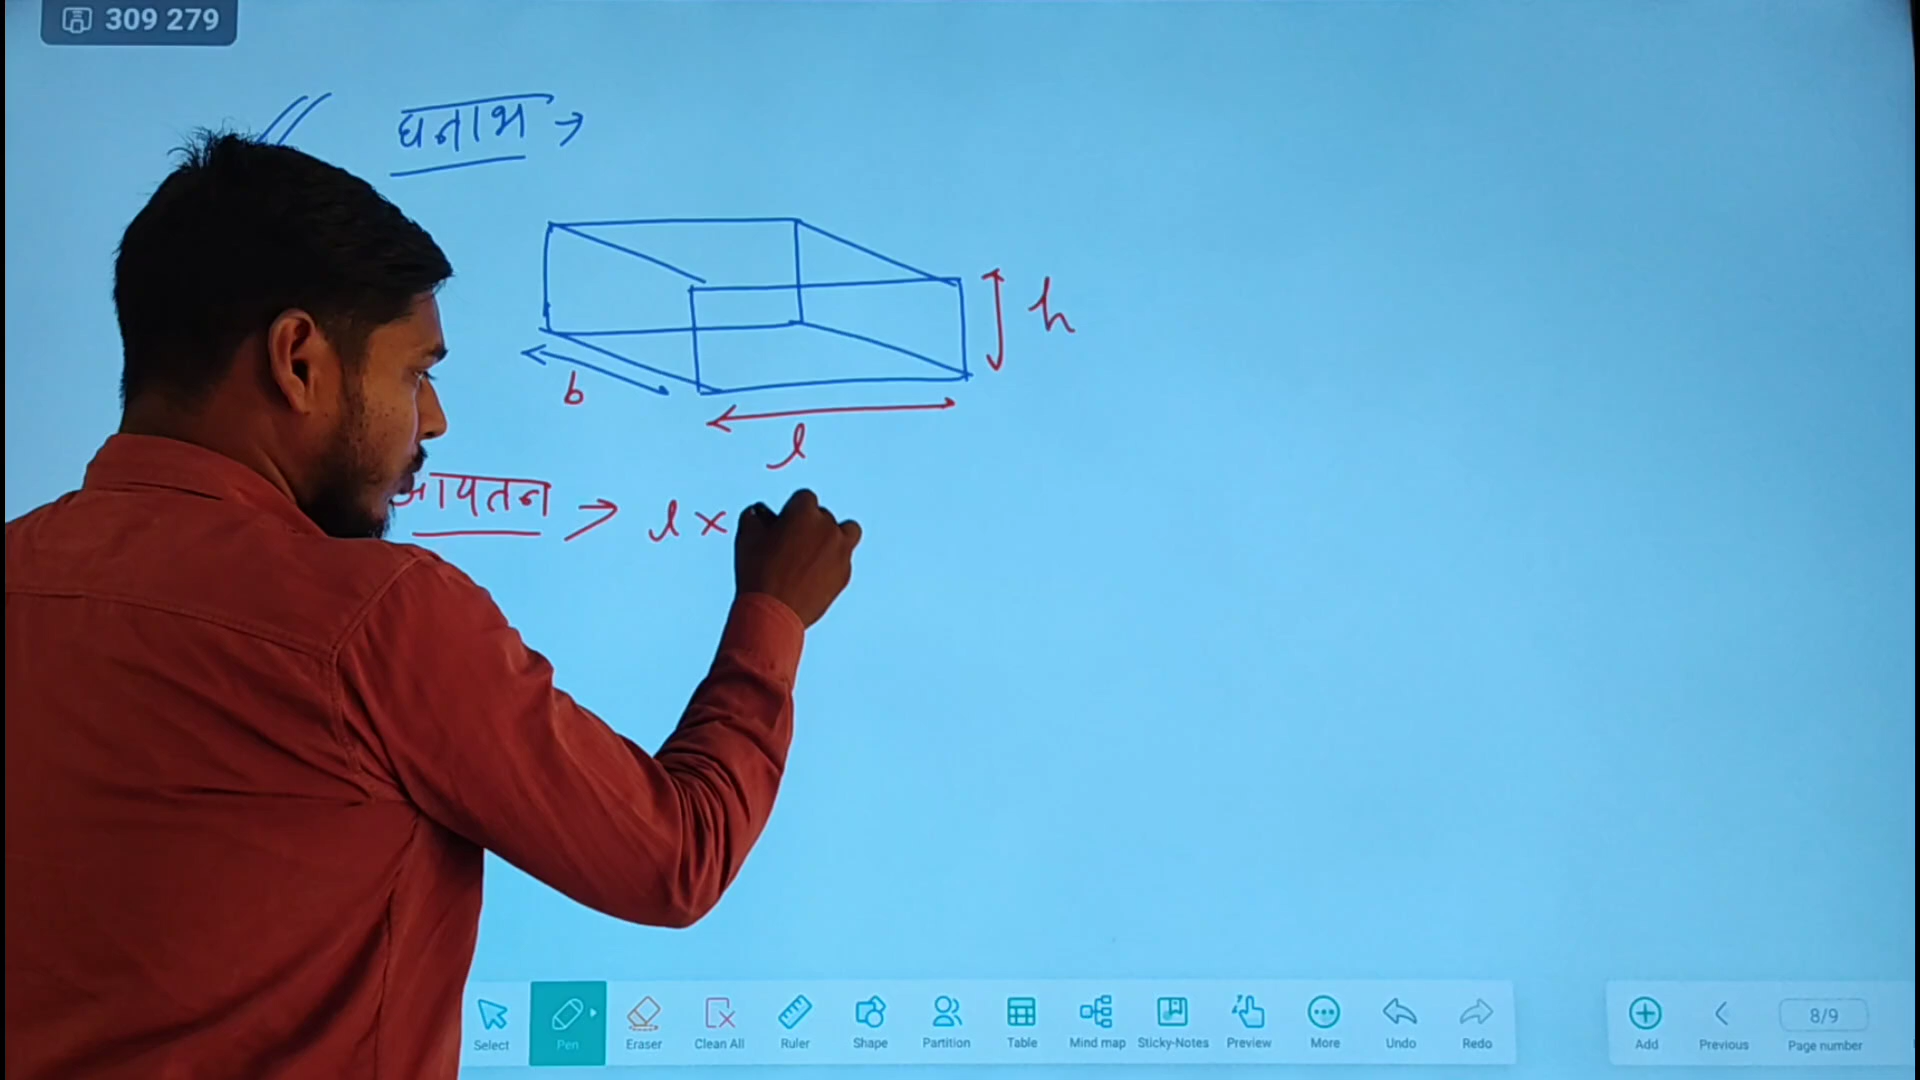 309 279
घनाभ →
h
b
l
आयतन → l ×
Select Pen Eraser Clean All Ruler Shape Partition Table Mind map Sticky-Notes Preview More Undo Redo Add Previous 8/9 Page number